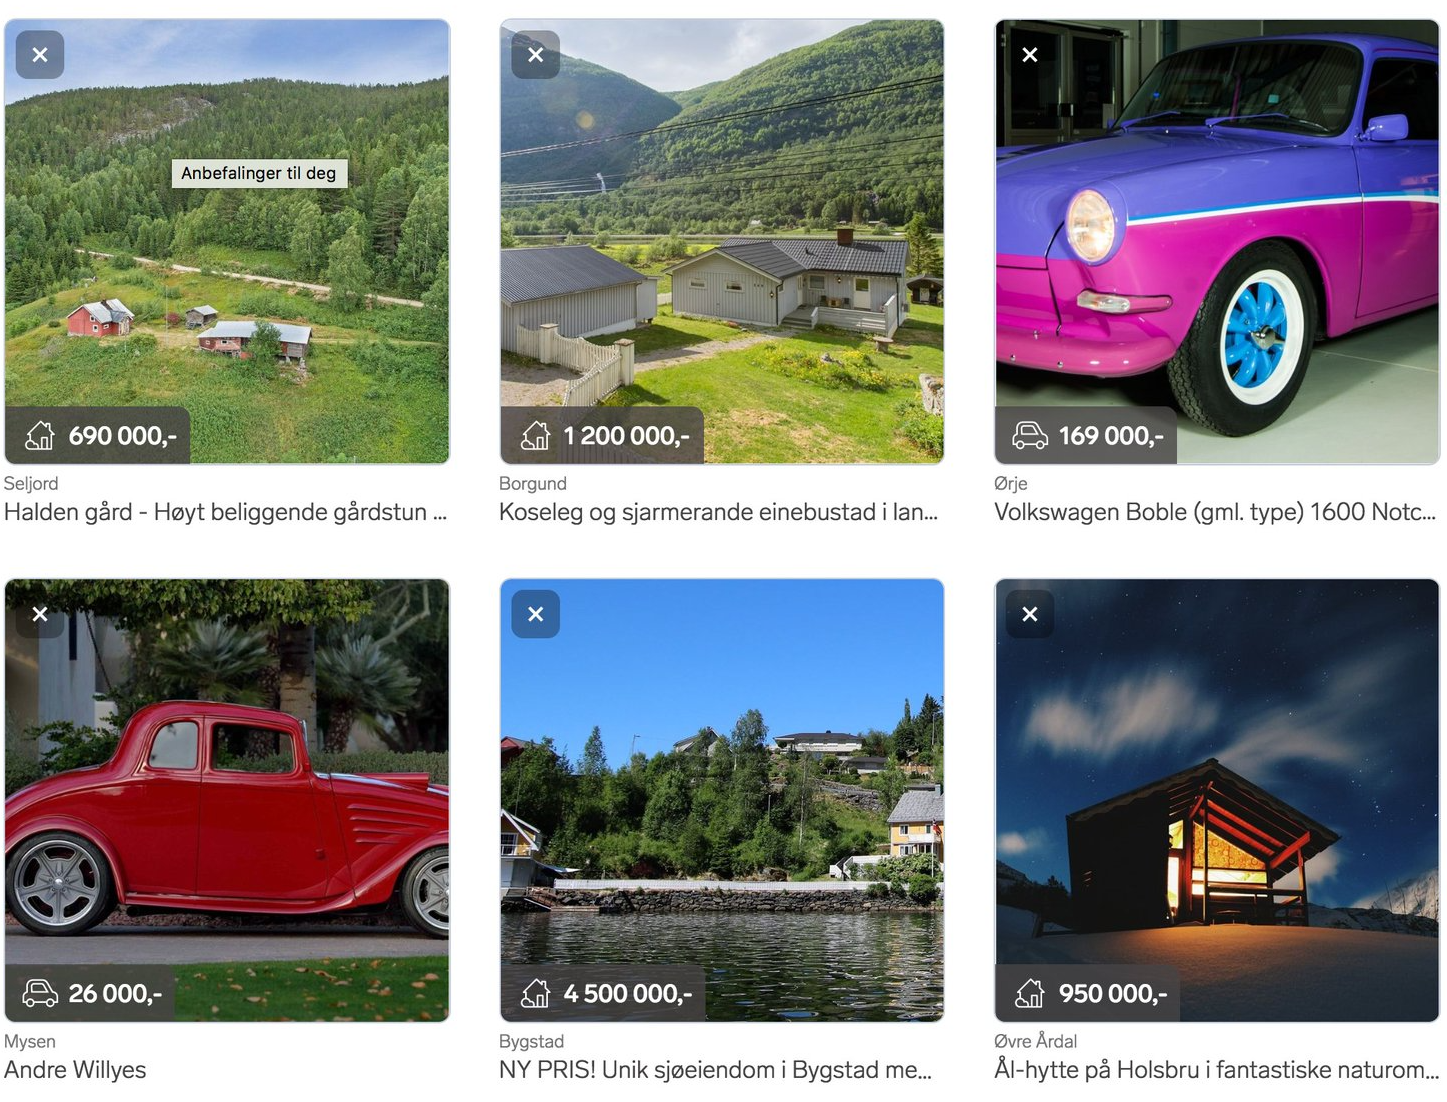 Anbefalinger til deg
690 000,-
1 200 000,-
169 000,-
Seljord
Halden gård - Høyt beliggende gårdstun ...
Borgund
Koseleg og sjarmerande einebustad i lan...
Ørje
Volkswagen Boble (gml. type) 1600 Notc...
26 000,-
4 500 000,-
950 000,-
Mysen
Andre Willyes
Bygstad
NY PRIS! Unik sjøeiendom i Bygstad me...
Øvre Årdal
Ål-hytte på Holsbru i fantastiske naturom...